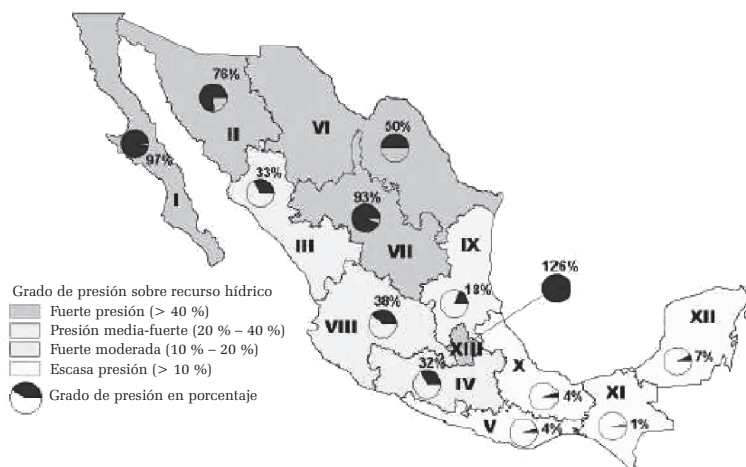 76%
VI
50%
II
97%
33%
93%
I
IX
III
VII
126%
Grado de presión sobre recurso hídrico
18%
Fuerte presión (> 40 %)
38%
XII
Presión media-fuerte (20 % – 40 %)
VIII
Fuerte moderada (10 % – 20 %)
XIII
7%
Escasa presión (> 10 %)
32%
X
XI
Grado de presión en porcentaje
IV
4%
V
4%
1%